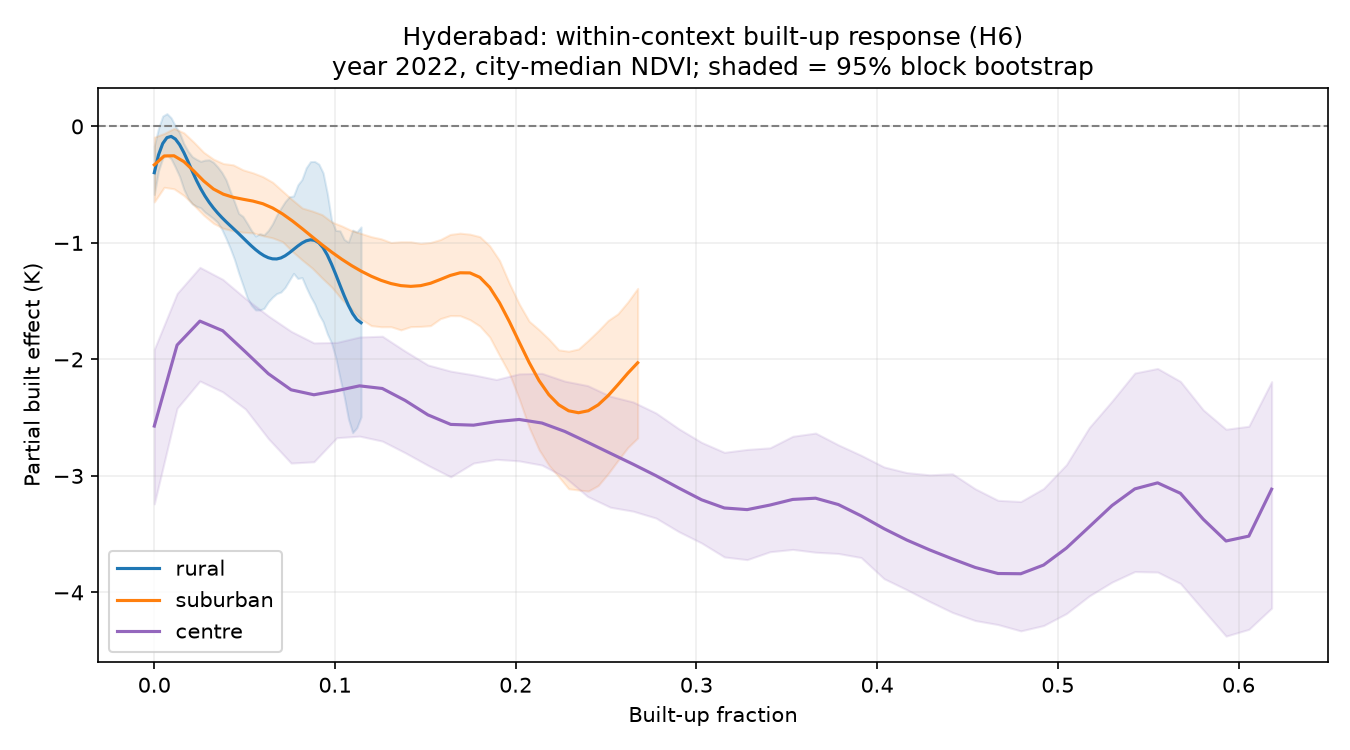 Hyderabad: within-context built-up response (H6)
year 2022, city-median NDVI; shaded = 95% block bootstrap
Partial built effect (K)
0
−1
−2
−3
−4
rural
suburban
centre
0.0 0.1 0.2 0.3 0.4 0.5 0.6
Built-up fraction